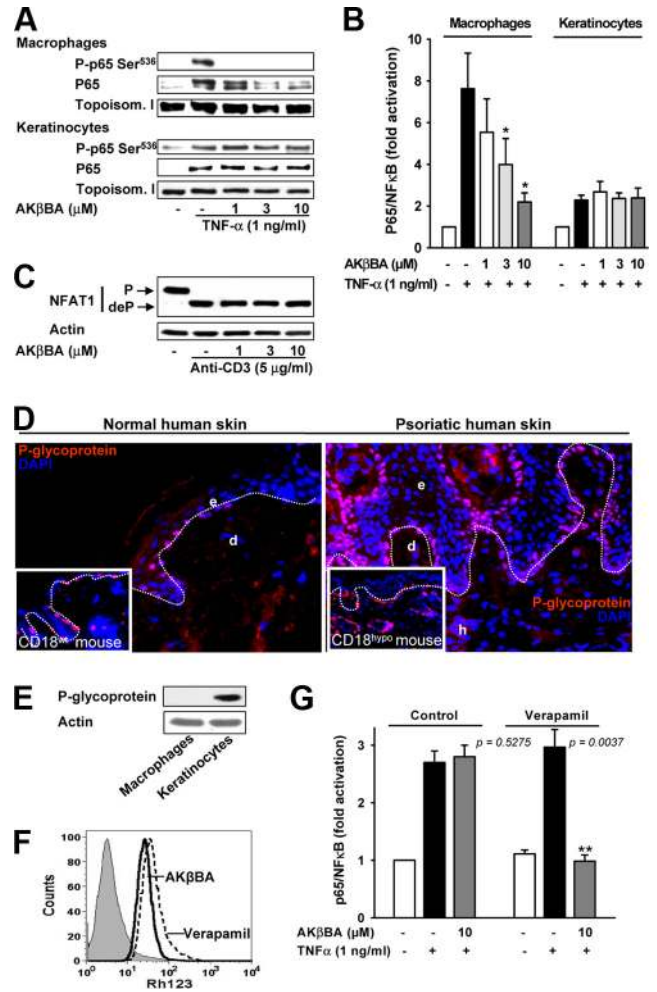 A
Macrophages
P-p65 Ser536
P65
Topoisom. I
Keratinocytes
P-p65 Ser536
P65
Topoisom. I
AKβBA (μM) - - 1 3 10
TNF-α (1 ng/ml)
B
Macrophages Keratinocytes
P65/NFκB (fold activation)
10
8
6
4
2
0
* *
AKβBA (μM) - - 1 3 10 - - 1 3 10
TNF-α (1 ng/ml) - + + + + - + + + +
C
NFAT1
P
deP
Actin
AKβBA (μM) - - 1 3 10
Anti-CD3 (5 μg/ml)
D
Normal human skin Psoriatic human skin
P-glycoprotein
DAPI
e
d
CD18wt mouse
e
d
h
P-glycoprotein
DAPI
CD18hypo mouse
E
P-glycoprotein
Actin
Macrophages
Keratinocytes
F
Counts
100
80
60
40
20
0
AKβBA
Verapamil
100 101 102 103 104
Rh123
G
Control Verapamil
p = 0.5275 p = 0.0037
p65/NFκB (fold activation)
3
2
1
0
**
AKβBA (μM) - - 10 - - 10
TNFα (1 ng/ml) - + + - + +